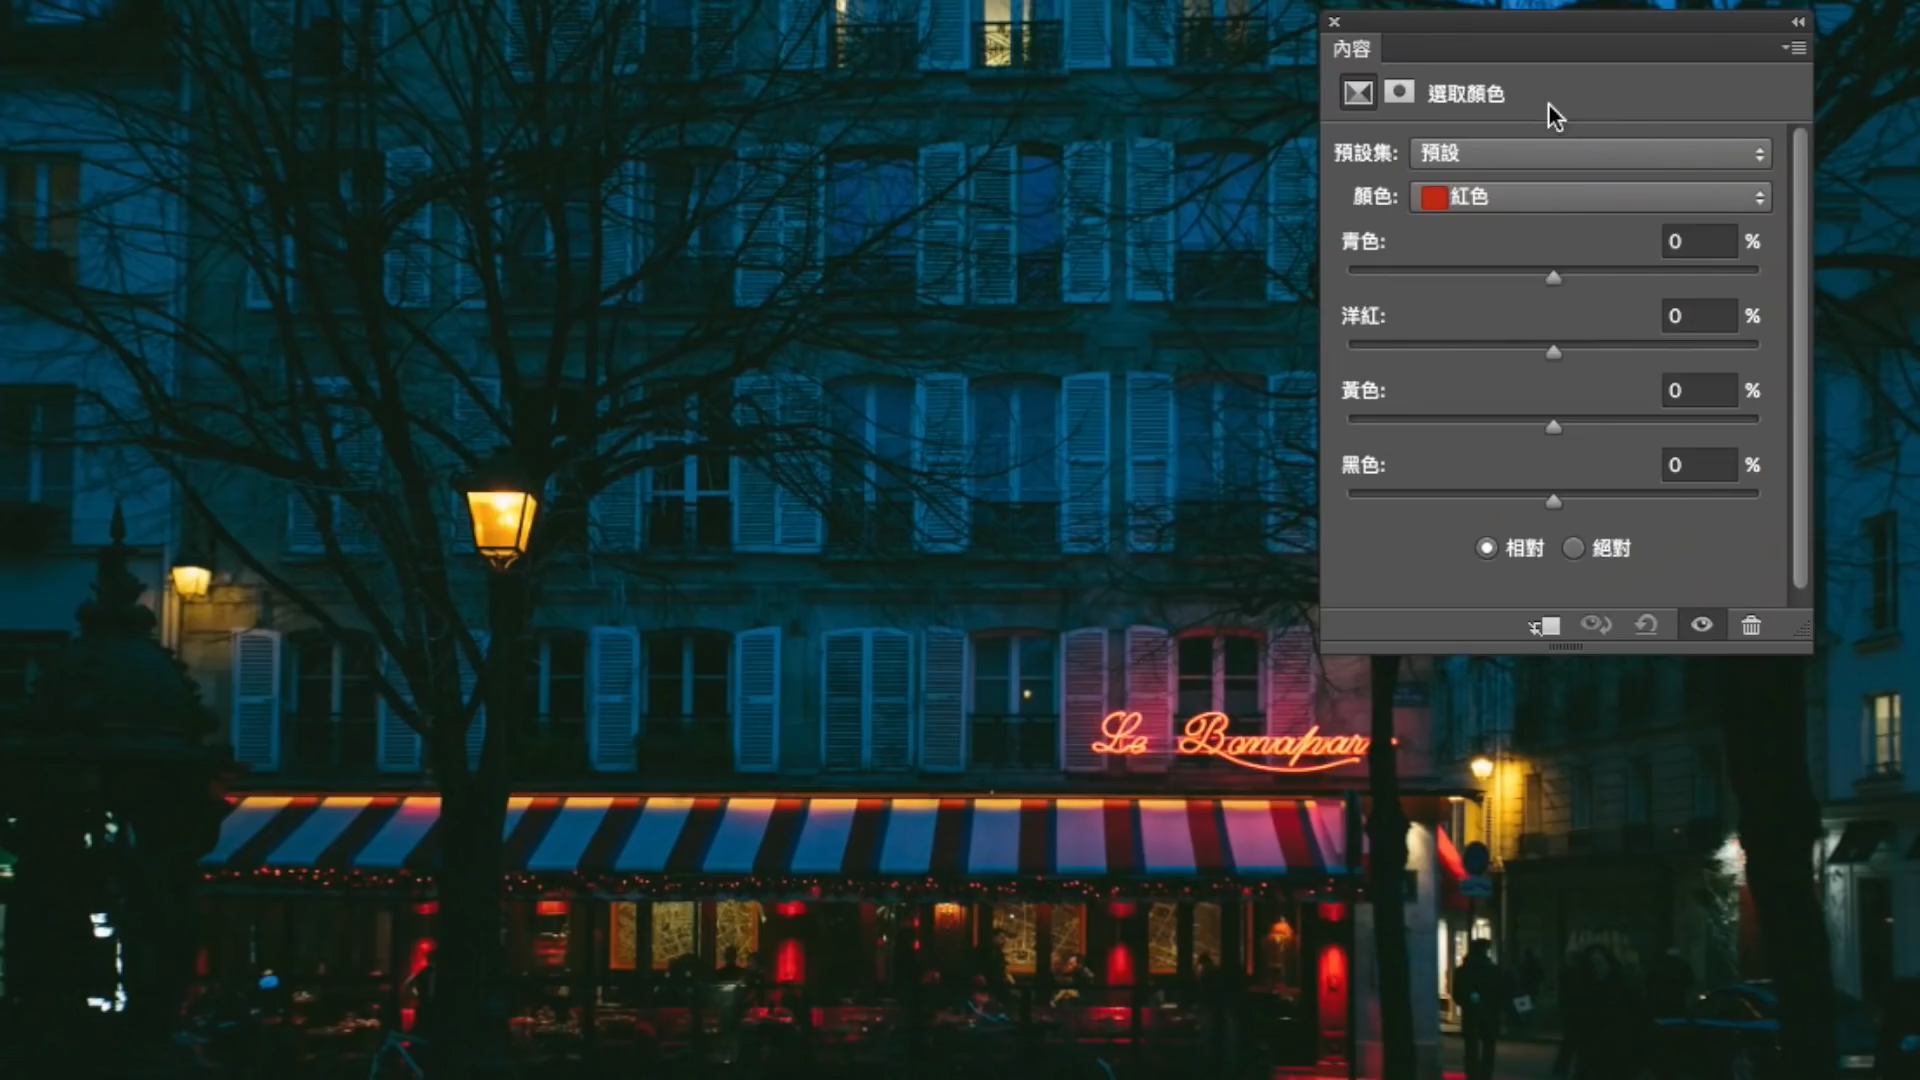 內容
選取顏色
預設集: 預設
顏色: 紅色
青色: 0 %
洋紅: 0 %
黃色: 0 %
黑色: 0 %
相對 絕對
Le Bonapar